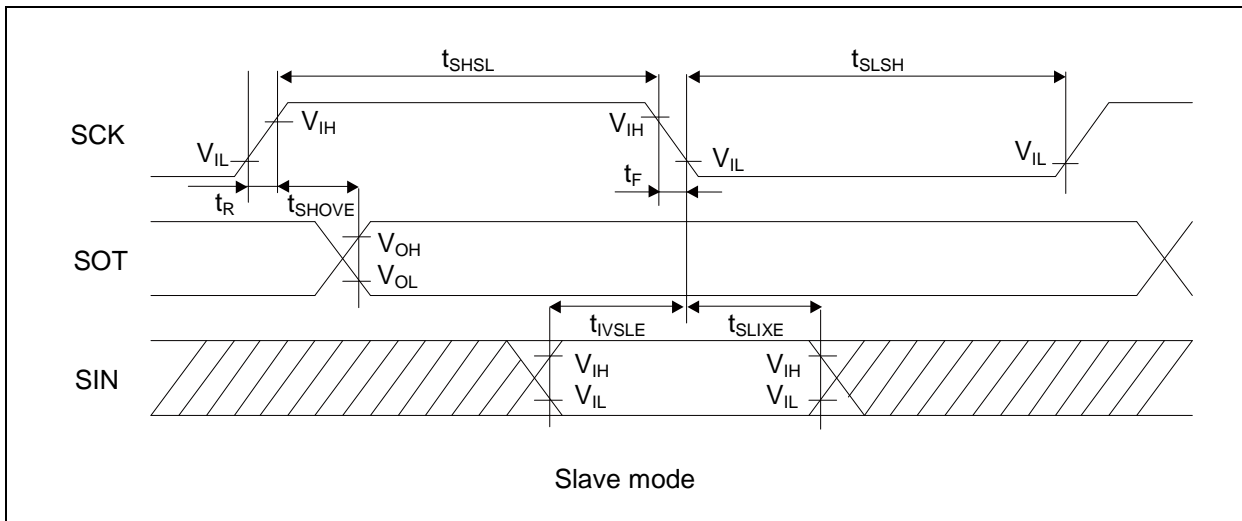 tSHSL tSLSH
SCK VIH VIH
VIL VIL VIL
tR tSHOVE tF
SOT VOH
VOL
tIVSLE tSLIXE
SIN VIH VIH
VIL VIL
Slave mode